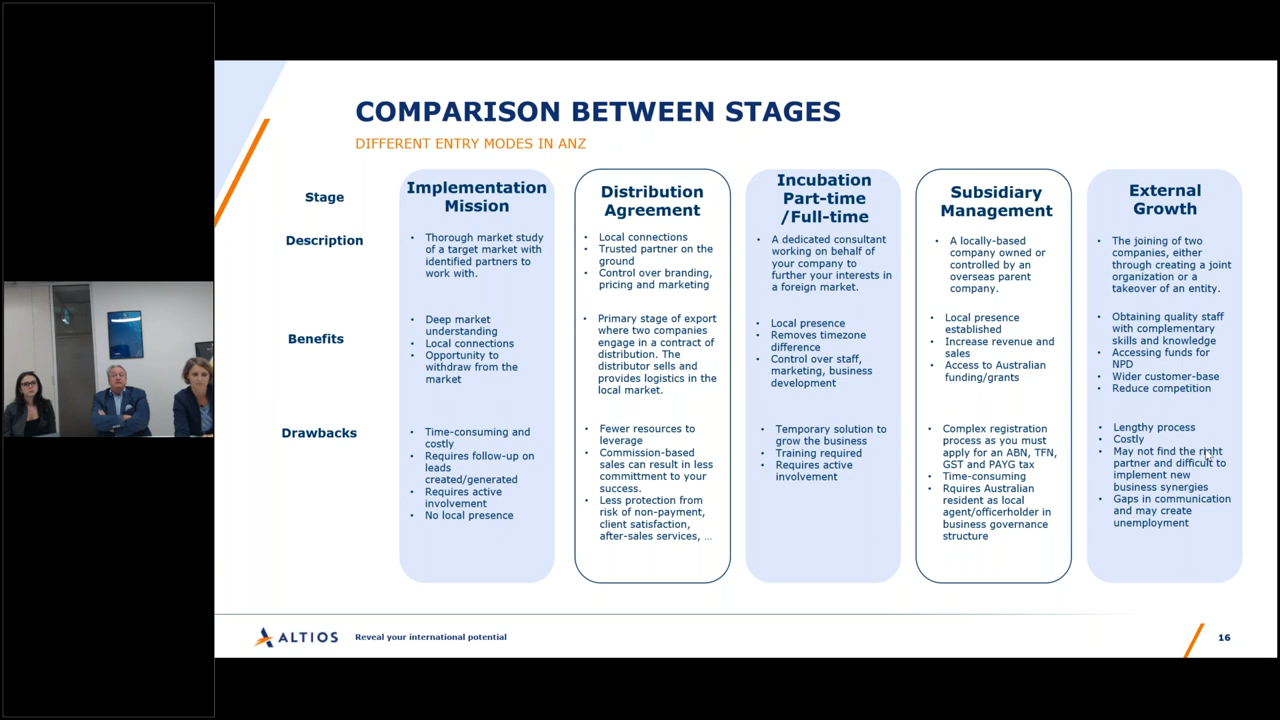 COMPARISON BETWEEN STAGES
DIFFERENT ENTRY MODES IN ANZ
Stage
Implementation
Mission
Distribution
Agreement
Incubation
Part-time
/Full-time
Subsidiary
Management
External
Growth
Description
• Thorough market study
of a target market with
identified partners to
work with.
• Local connections
• Trusted partner on the
ground
• Control over branding,
pricing and marketing
• A dedicated consultant
working on behalf of
your company to
further your interests in
a foreign market.
• A locally-based
company owned or
controlled by an
overseas parent
company.
• The joining of two
companies, either
through creating a joint
organization or a
takeover of an entity.
Benefits
• Deep market
understanding
• Local connections
• Opportunity to
withdraw from the
market
• Primary stage of export
where two companies
engage in a contract of
distribution. The
distributor sells and
provides logistics in the
local market.
• Local presence
• Removes timezone
difference
• Control over staff,
marketing, business
development
• Local presence
established
• Increase revenue and
sales
• Access to Australian
funding/grants
• Obtaining quality staff
with complementary
skills and knowledge
• Accessing funds for
NPD
• Wider customer-base
• Reduce competition
Drawbacks
• Time-consuming and
costly
• Requires follow-up on
leads
created/generated
• Requires active
involvement
• No local presence
• Fewer resources to
leverage
• Commission-based
sales can result in less
commitment to your
success.
• Less protection from
risk of non-payment,
client satisfaction,
after-sales services, ...
• Temporary solution to
grow the business
• Training required
• Requires active
involvement
• Complex registration
process as you must
apply for an ABN, TFN,
GST and PAYG tax
• Time-consuming
• Rquires Australian
resident as local
agent/officerholder in
business governance
structure
• Lengthy process
• Costly
• May not find the right
partner and difficult to
implement new
business synergies
• Gaps in communication
and may create
unemployment
ALTIOS
Reveal your international potential
16